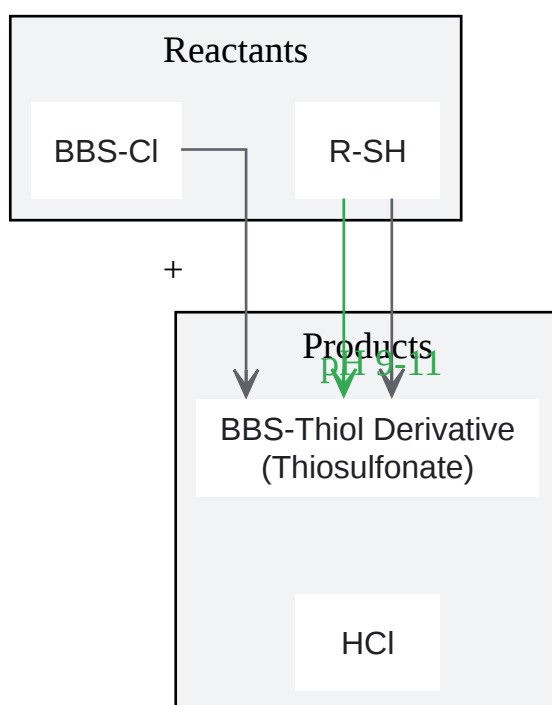 Reactants
BBS-Cl
R-SH
+
Products
pH 9-11
BBS-Thiol Derivative
(Thiosulfonate)
HCl